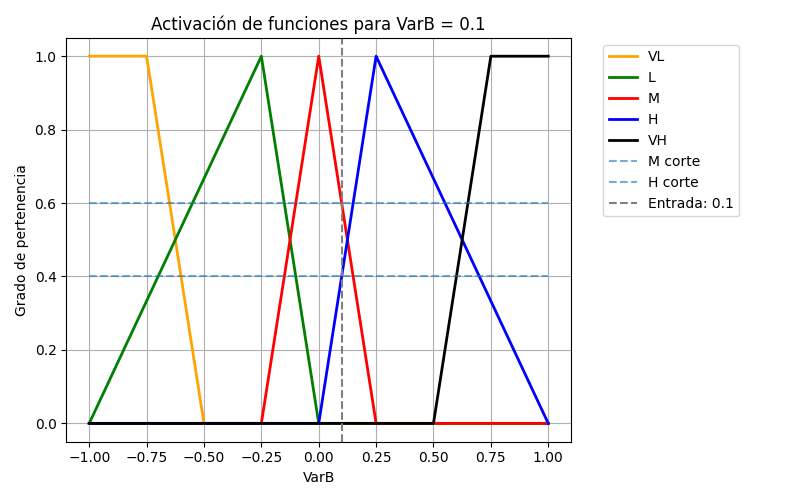 Activación de funciones para VarB = 0.1
Grado de pertenencia
1.0
0.8
0.6
0.4
0.2
0.0
−1.00
−0.75
−0.50
−0.25
0.00
0.25
0.50
0.75
1.00
VarB
VL
L
M
H
VH
M corte
H corte
Entrada: 0.1